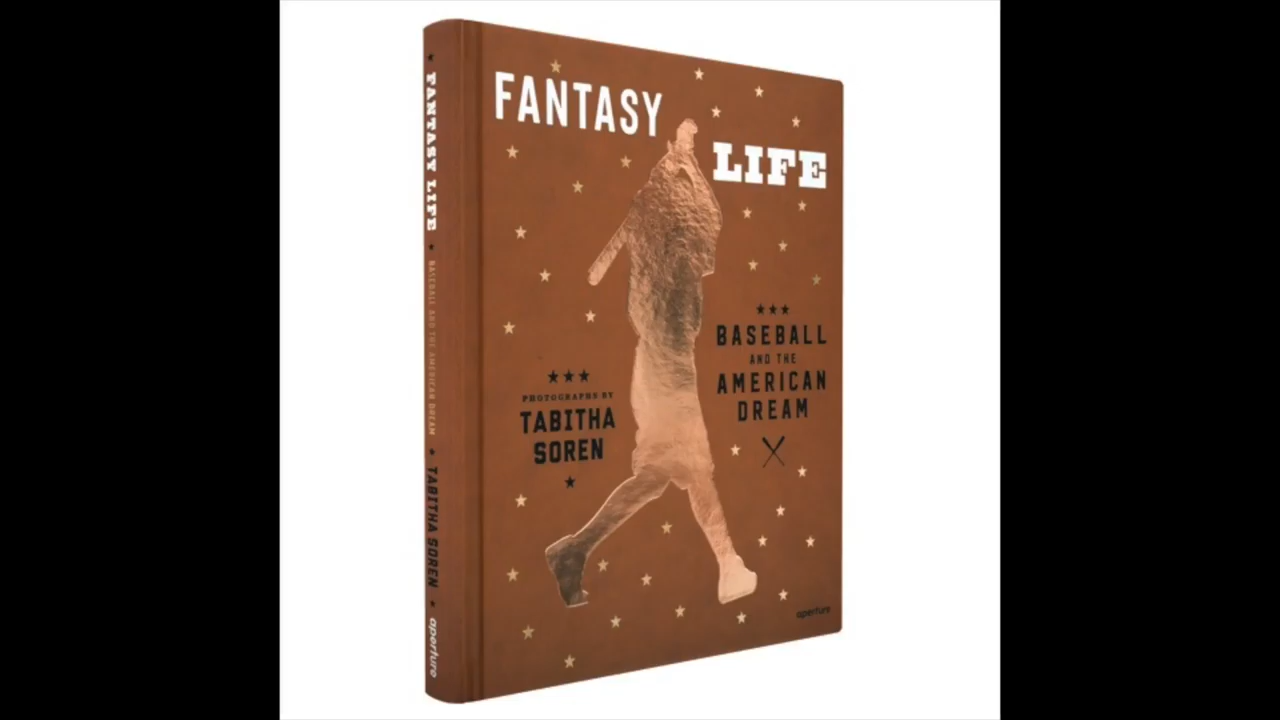 FANTASY LIFE
BASEBALL AND THE AMERICAN DREAM
TABITHA SOREN
aperture
FANTASY
LIFE
PHOTOGRAPHS BY
TABITHA
SOREN
BASEBALL
AND THE
AMERICAN
DREAM
aperture